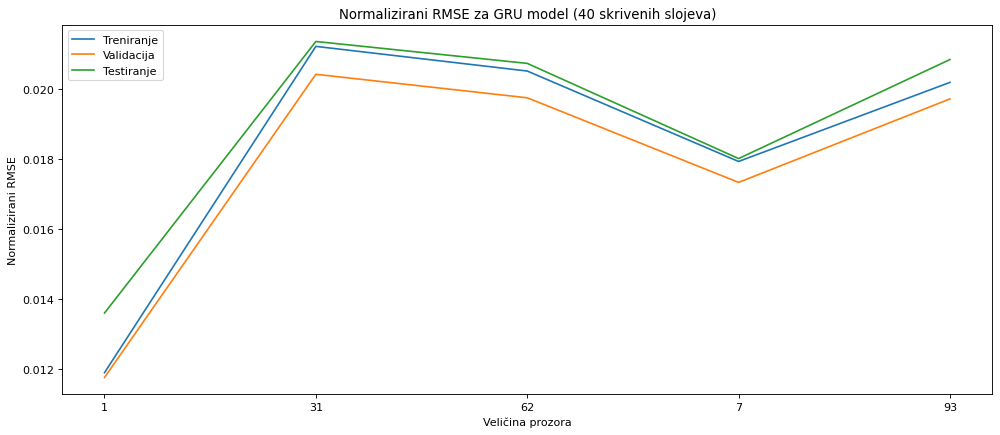 Normalizirani RMSE za GRU model (40 skrivenih slojeva)
Treniranje
Validacija
Testiranje
Normalizirani RMSE
0.020
0.018
0.016
0.014
0.012
1
31
62
7
93
Veličina prozora